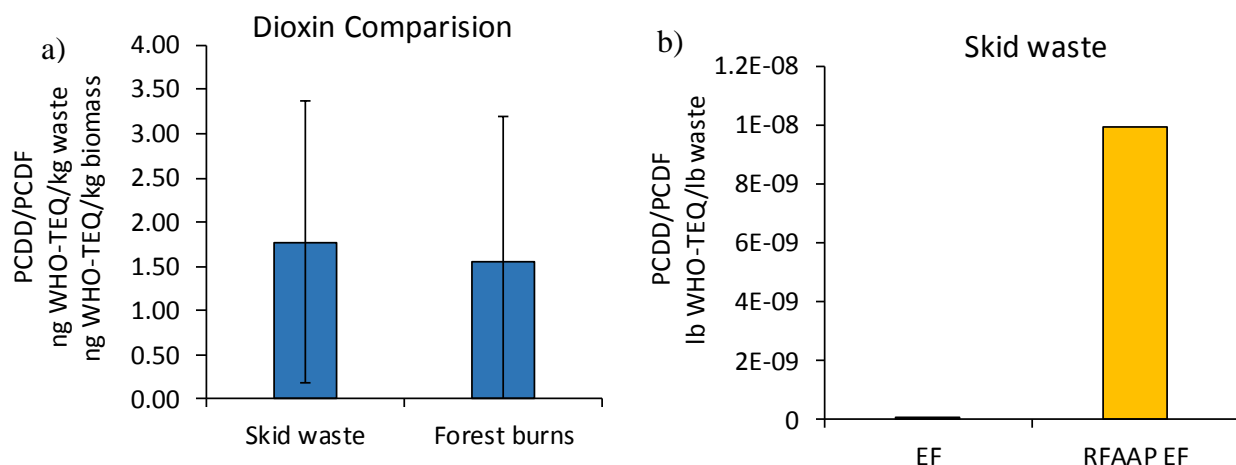 a)
Dioxin Comparision
PCDD/PCDF
ng WHO-TEQ/kg waste
ng WHO-TEQ/kg biomass
4.00
3.50
3.00
2.50
2.00
1.50
1.00
0.50
0.00
Skid waste
Forest burns
b)
Skid waste
PCDD/PCDF
lb WHO-TEQ/lb waste
1.2E-08
1E-08
8E-09
6E-09
4E-09
2E-09
0
EF
RFAAP EF